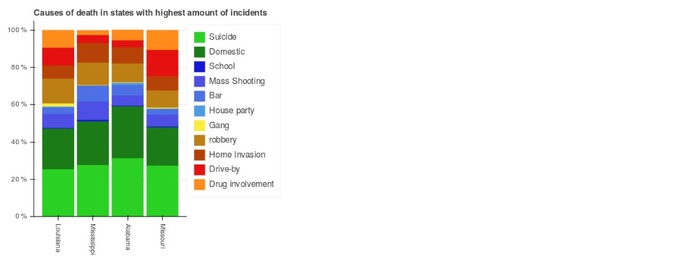 Causes of death in states with highest amount of incidents
100 %
80 %
60 %
40 %
20 %
0 %
Louisiana
Mississippi
Alabama
Missouri
Suicide
Domestic
School
Mass Shooting
Bar
House party
Gang
robbery
Home Invasion
Drive-by
Drug involvement